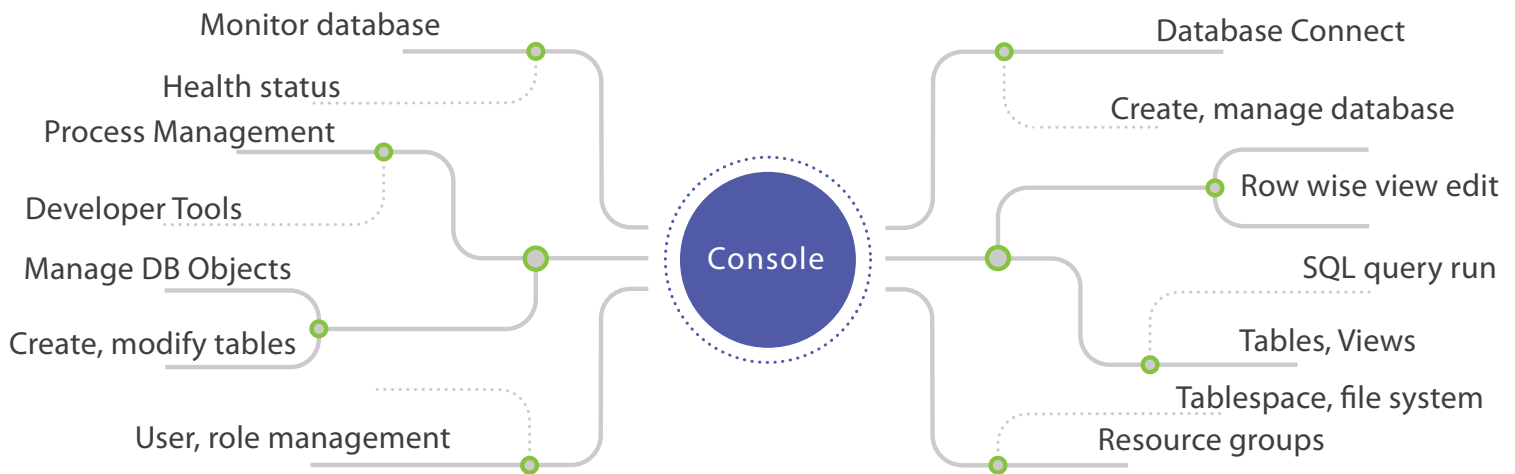 Monitor database
Health status
Process Management
Developer Tools
Manage DB Objects
Create, modify tables
User, role management
Console
Database Connect
Create, manage database
Row wise view edit
SQL query run
Tables, Views
Tablespace, file system
Resource groups